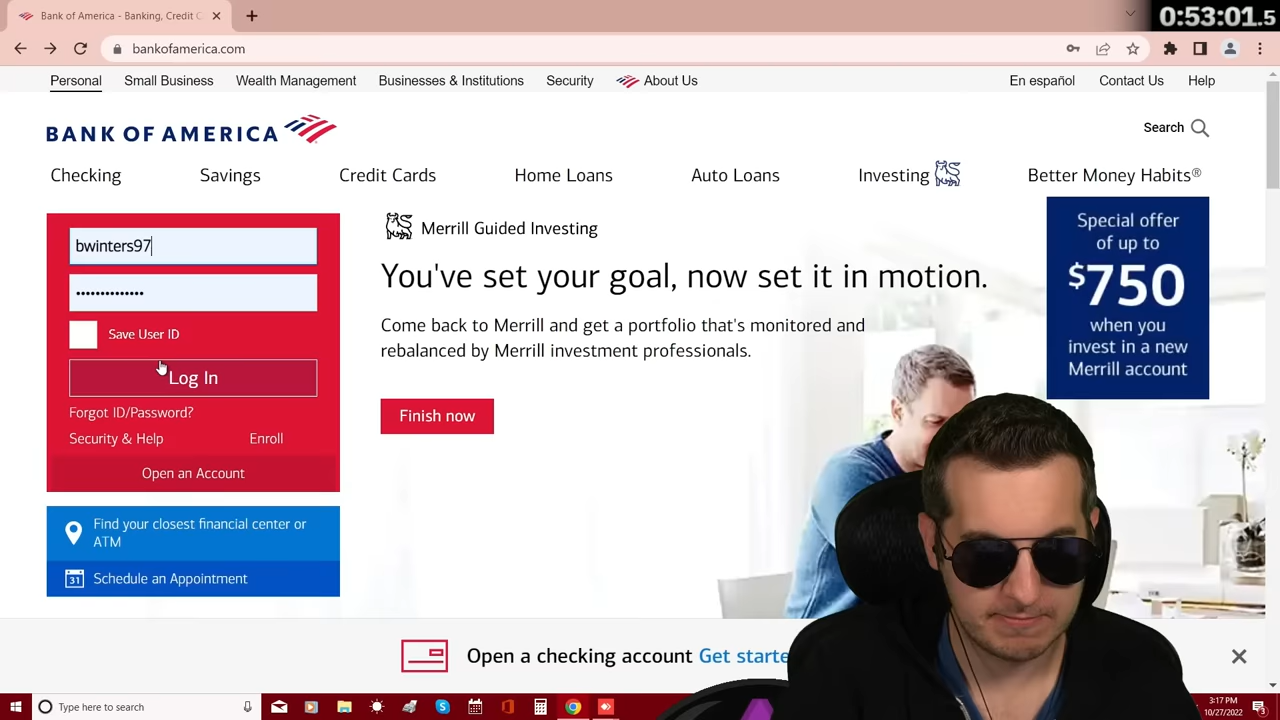 Bank of America - Banking, Credit C
0:53:01.5
bankofamerica.com
Personal Small Business Wealth Management Businesses & Institutions Security About Us En español Contact Us Help
BANK OF AMERICA
Search
Checking Savings Credit Cards Home Loans Auto Loans Investing Better Money Habits®
bwinters97
••••••••••••••
Save User ID
Log In
Forgot ID/Password?
Security & Help Enroll
Open an Account
Find your closest financial center or
ATM
31 Schedule an Appointment
Merrill Guided Investing
You've set your goal, now set it in motion.
Come back to Merrill and get a portfolio that's monitored and
rebalanced by Merrill investment professionals.
Finish now
Special offer
of up to
$750
when you
invest in a new
Merrill account
Open a checking account Get starte
Type here to search
3:17 PM
10/27/2022
3